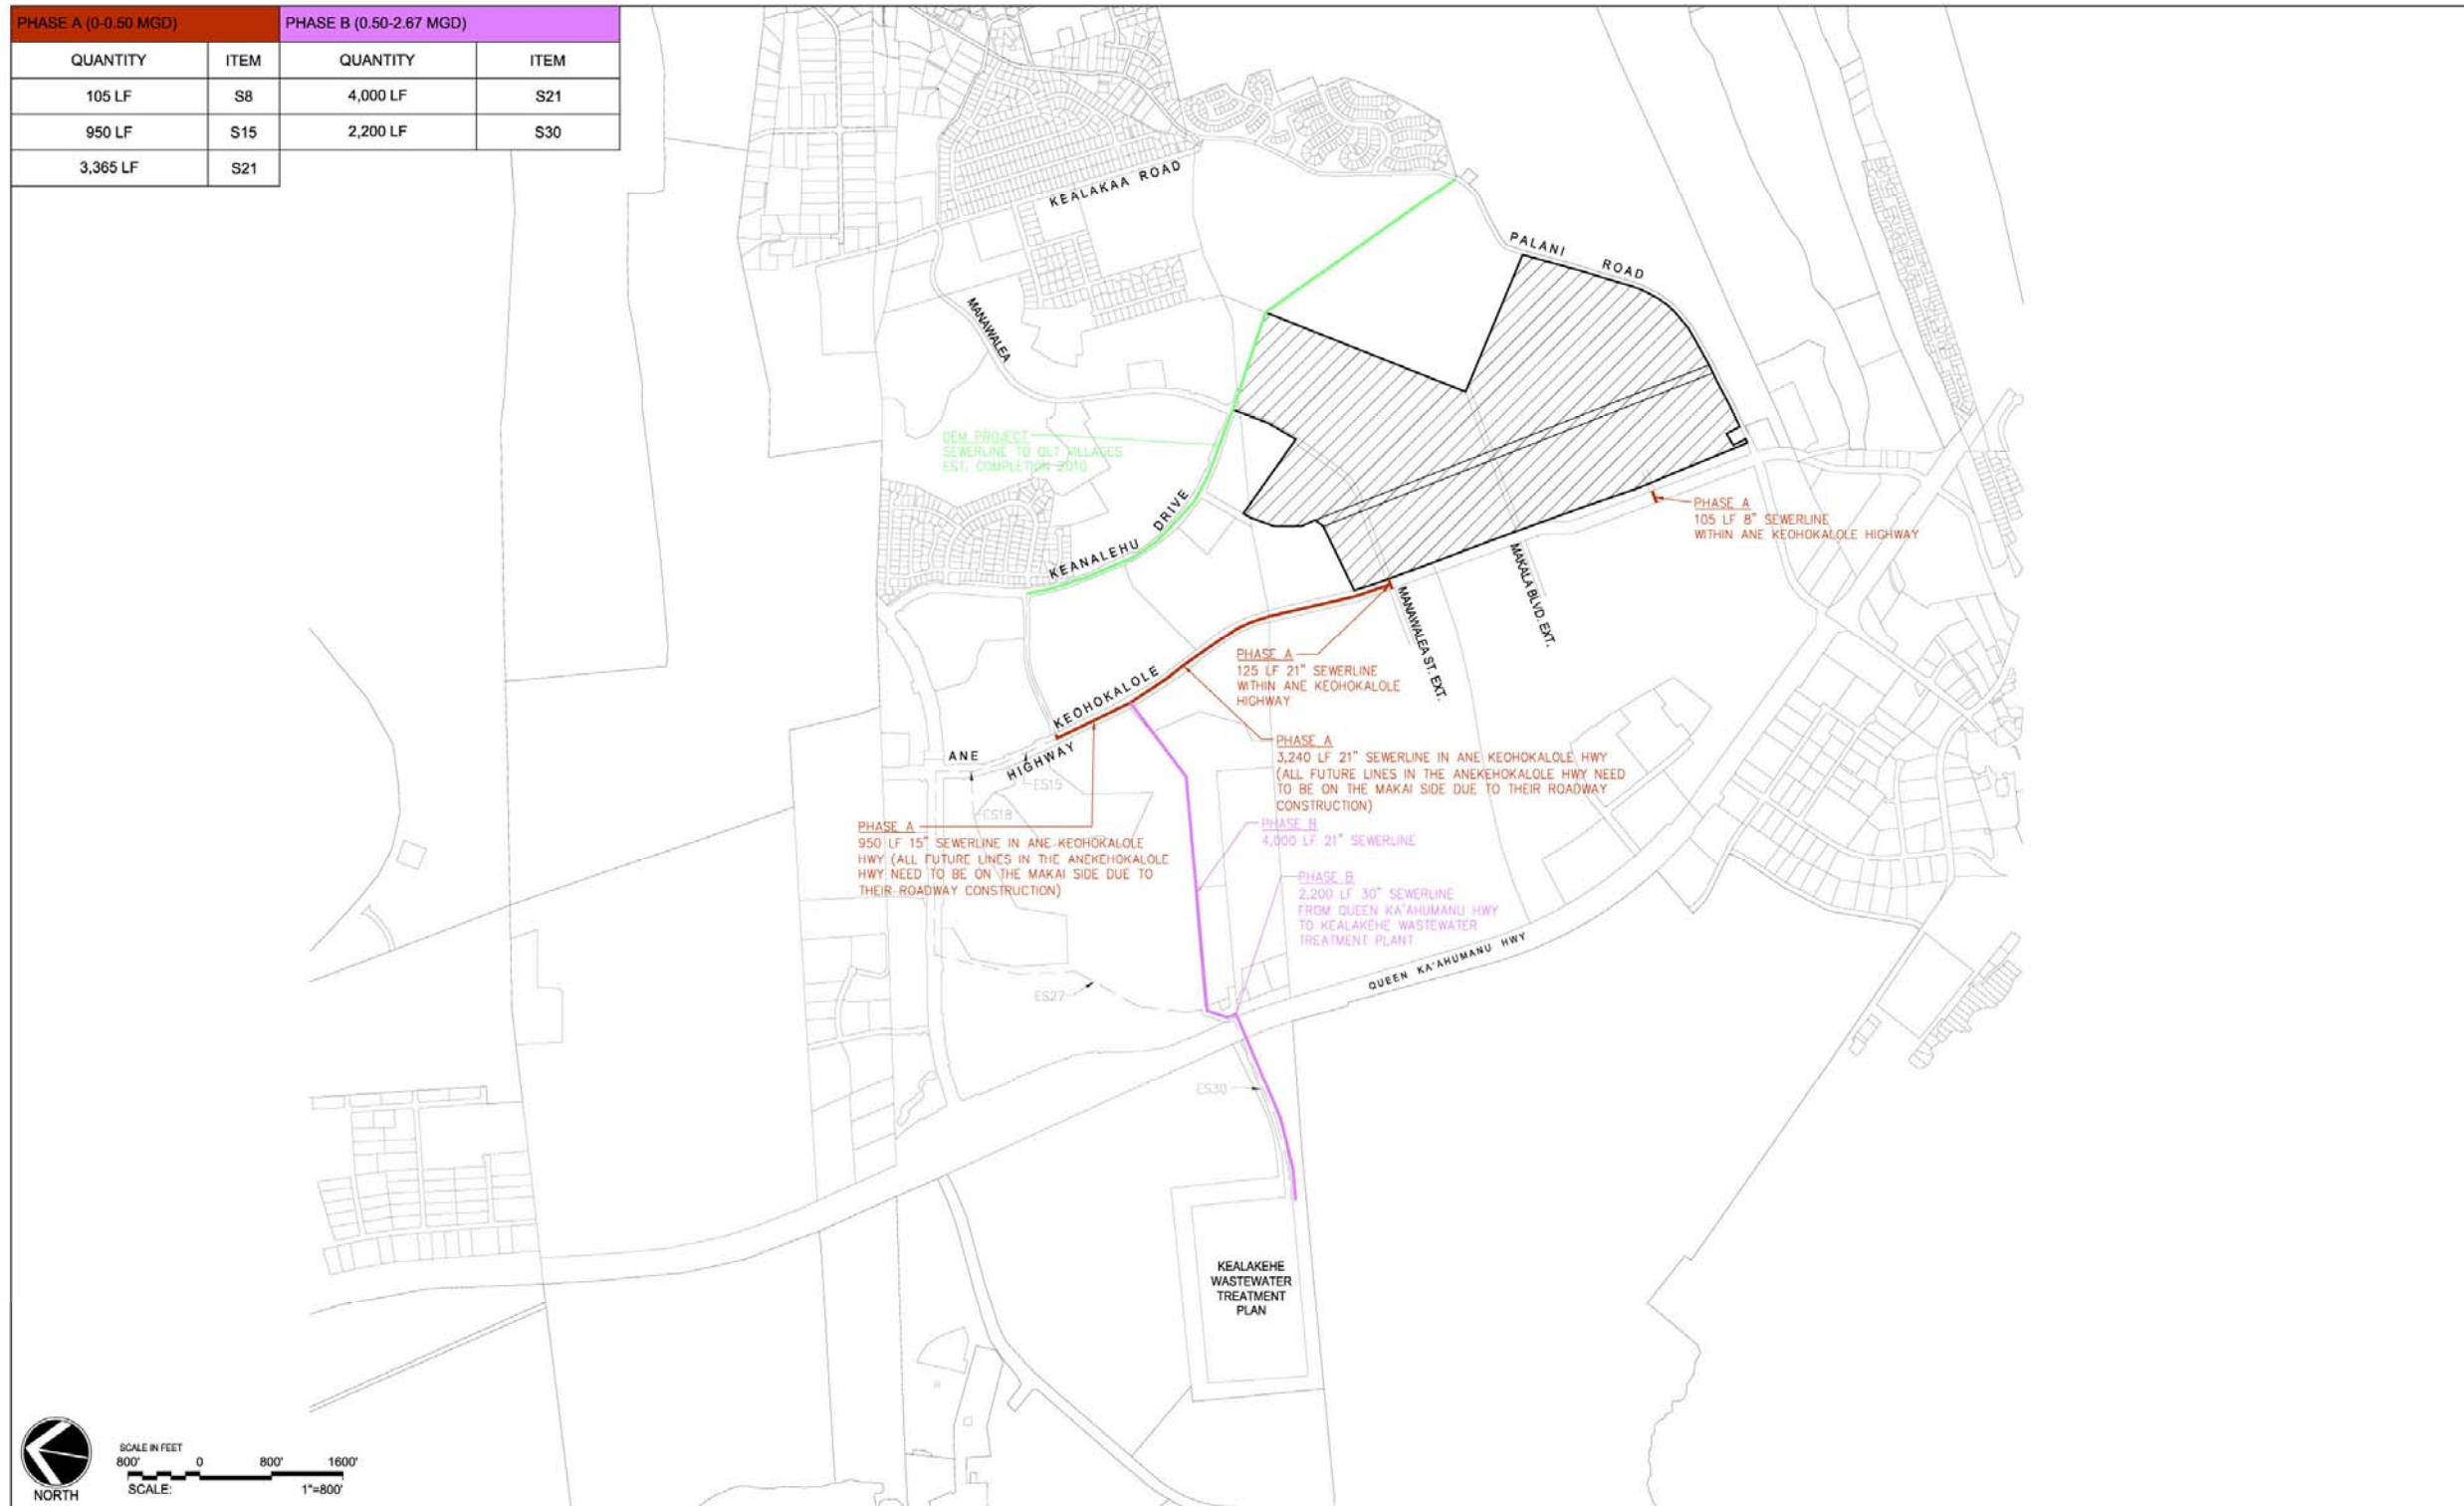 PHASE A (0-0.50 MGD) PHASE B (0.50-2.67 MGD)
QUANTITY ITEM QUANTITY ITEM
105 LF S8 4,000 LF S21
950 LF S15 2,200 LF S30
3,365 LF S21
KEALAKAA ROAD
PALANI ROAD
MANAWALEA
DEM PROJECT
SEWERLINE TO QLT VILLAGES
EST. COMPLETION 2010
KEANALEHU DRIVE
PHASE A
105 LF 8" SEWERLINE
WITHIN ANE KEOHOKALOLE HIGHWAY
MAKALA BLVD. EXT.
MANAWALEA ST. EXT.
PHASE A
125 LF 21" SEWERLINE
WITHIN ANE KEOHOKALOLE
HIGHWAY
ANE KEOHOKALOLE
HIGHWAY
PHASE A
3,240 LF 21" SEWERLINE IN ANE KEOHOKALOLE HWY
(ALL FUTURE LINES IN THE ANEKEHOKALOLE HWY NEED
TO BE ON THE MAKAI SIDE DUE TO THEIR ROADWAY
CONSTRUCTION)
ES15
ES18
PHASE A
950 LF 15" SEWERLINE IN ANE KEOHOKALOLE
HWY (ALL FUTURE LINES IN THE ANEKEHOKALOLE
HWY NEED TO BE ON THE MAKAI SIDE DUE TO
THEIR ROADWAY CONSTRUCTION)
PHASE B
4,000 LF 21" SEWERLINE
PHASE B
2,200 LF 30" SEWERLINE
FROM QUEEN KA'AHUMANU HWY
TO KEALAKEHE WASTEWATER
TREATMENT PLANT
QUEEN KA'AHUMANU HWY
ES27
ES30
KEALAKEHE
WASTEWATER
TREATMENT
PLAN
NORTH
SCALE IN FEET
800' 0 800' 1600'
SCALE: 1"=800'